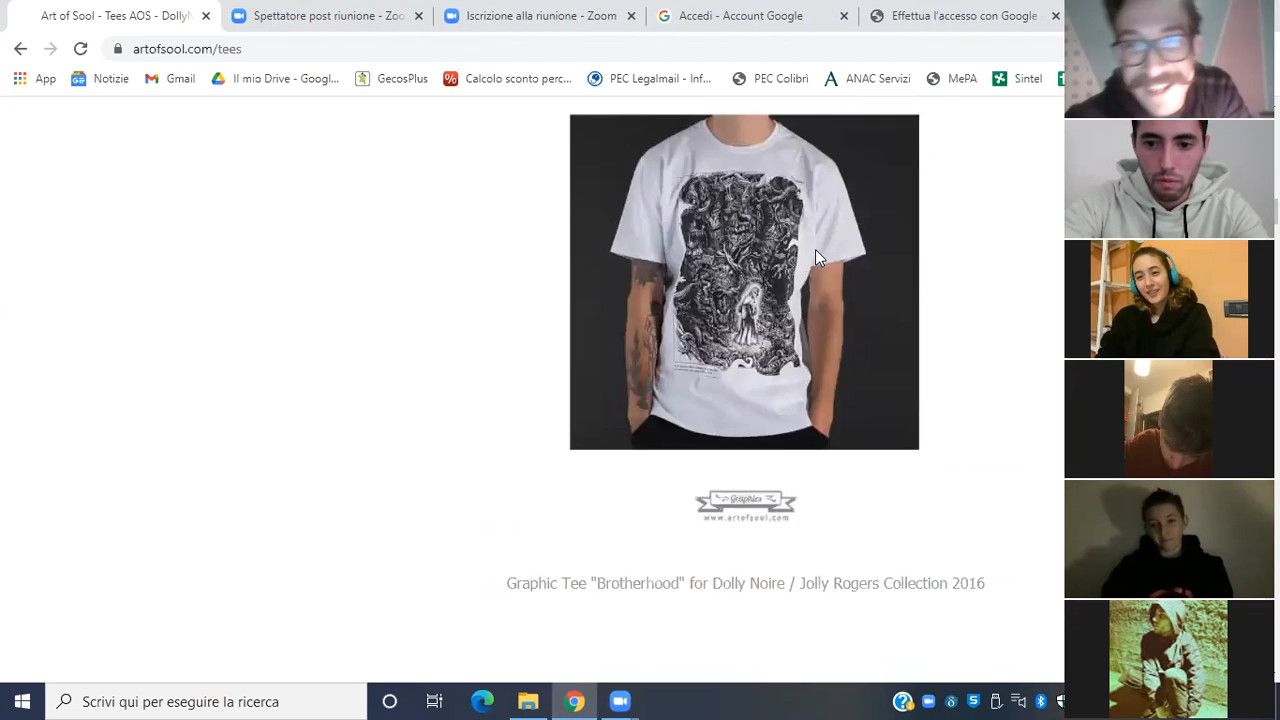 Art of Sool - Tees AOS - DollyN
Spettatore post riunione - Zoo
Iscrizione alla riunione - Zoom
Accedi - Account Google
Effettua l'accesso con Google
artofsool.com/tees
App
Notizie
Gmail
Il mio Drive - Googl...
GecosPlus
Calcolo Sconto perc...
PEC Legalmail - Inf...
PEC Colibrì
ANAC Servizi
MePA
Sintel
Graphics
www.artofsool.com
Graphic Tee "Brotherhood" for Dolly Noire / Jolly Rogers Collection 2016
Scrivi qui per eseguire la ricerca